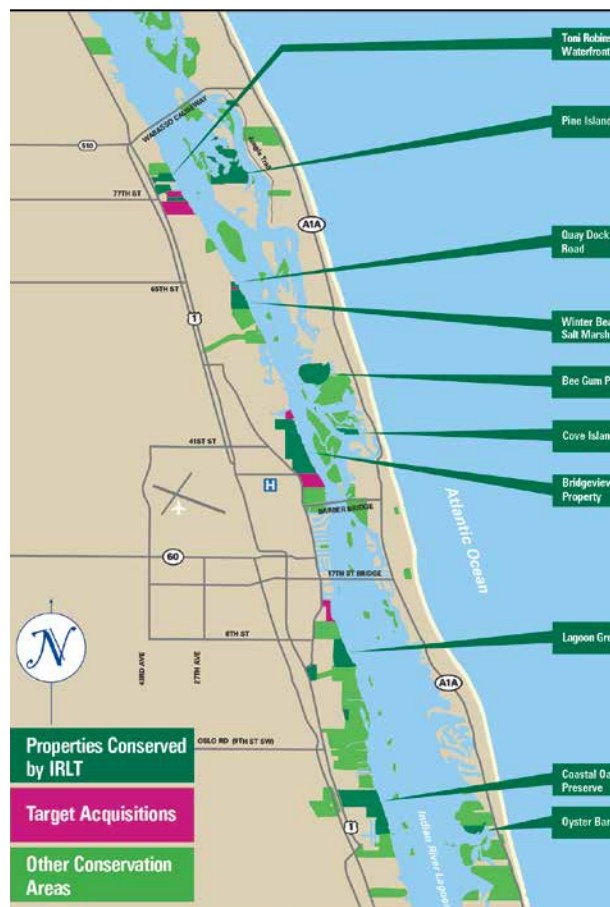 Toni Robins
Waterfront
WABASSO CAUSEWAY
Jungle Trail
510
Pine Island
77TH ST
A1A
Quay Dock
Road
65TH ST
1
Winter Bea
Salt Marsh
Bee Gum P
41ST ST
Cove Islan
H
Bridgeview
Property
BARBER BRIDGE
Atlantic Ocean
60
17TH ST BRIDGE
N
8TH ST
Lagoon Gre
43RD AVE
27TH AVE
A1A
OSLO RD (9TH ST SW)
Properties Conserved
by IRLT
Coastal Oa
Preserve
Target Acquisitions
1
Oyster Bar
Indian River Lagoon
Other Conservation
Areas